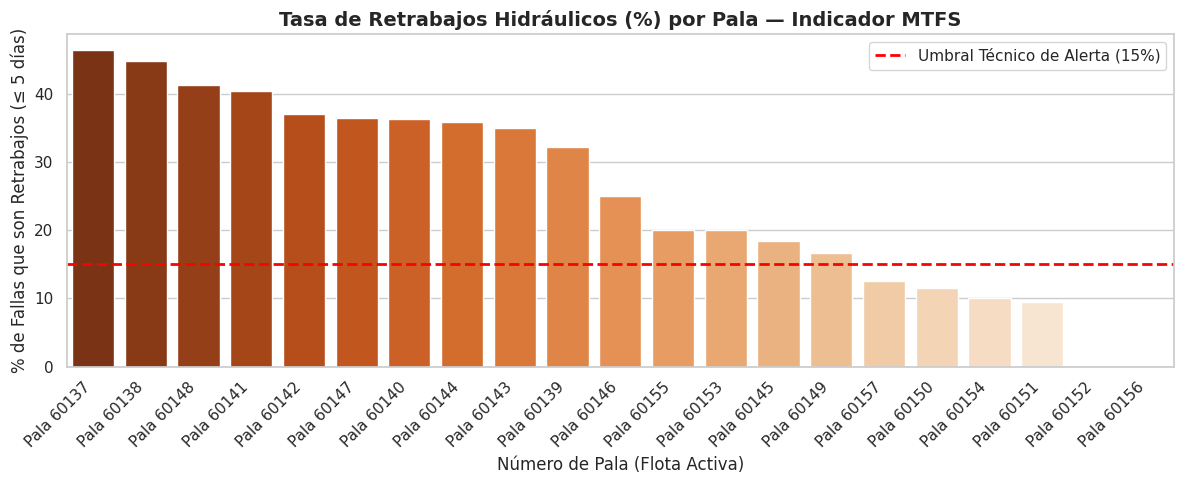 Tasa de Retrabajos Hidráulicos (%) por Pala — Indicador MTFS
Umbral Técnico de Alerta (15%)
% de Fallas que son Retrabajos (≤ 5 días)
40
30
20
10
0
Pala 60137
Pala 60138
Pala 60148
Pala 60141
Pala 60142
Pala 60147
Pala 60140
Pala 60144
Pala 60143
Pala 60139
Pala 60146
Pala 60155
Pala 60153
Pala 60145
Pala 60149
Pala 60157
Pala 60150
Pala 60154
Pala 60151
Pala 60152
Pala 60156
Número de Pala (Flota Activa)